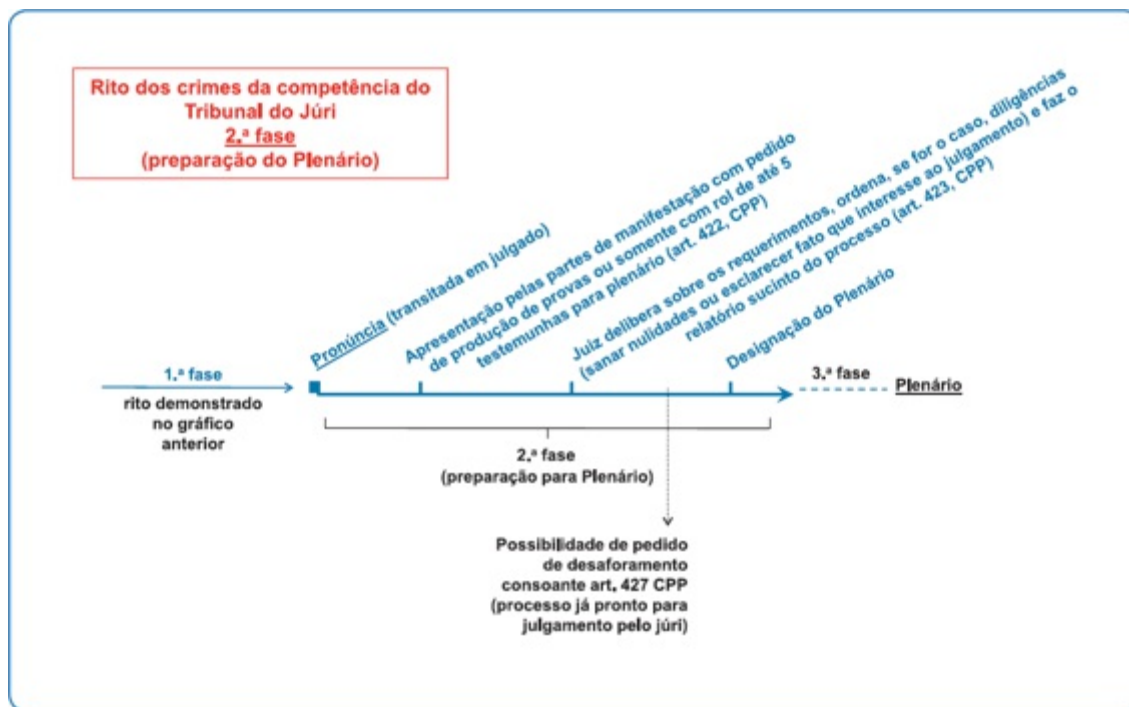 Rito dos crimes da competência do
Tribunal do Júri
2.ª fase
(preparação do Plenário)
Pronúncia (transitada em julgado)
Apresentação pelas partes de manifestação com pedido
de produção de provas ou somente com rol de até 5
testemunhas para plenário (art. 422, CPP)
Juiz delibera sobre os requerimentos, ordena, se for o caso, diligências
(sanar nulidades ou esclarecer fato que interesse ao julgamento) e faz o
relatório sucinto do processo (art. 423, CPP)
Designação do Plenário
1.ª fase
rito demonstrado
no gráfico
anterior
3.ª fase
Plenário
2.ª fase
(preparação para Plenário)
Possibilidade de pedido
de desaforamento
consoante art. 427 CPP
(processo já pronto para
julgamento pelo júri)